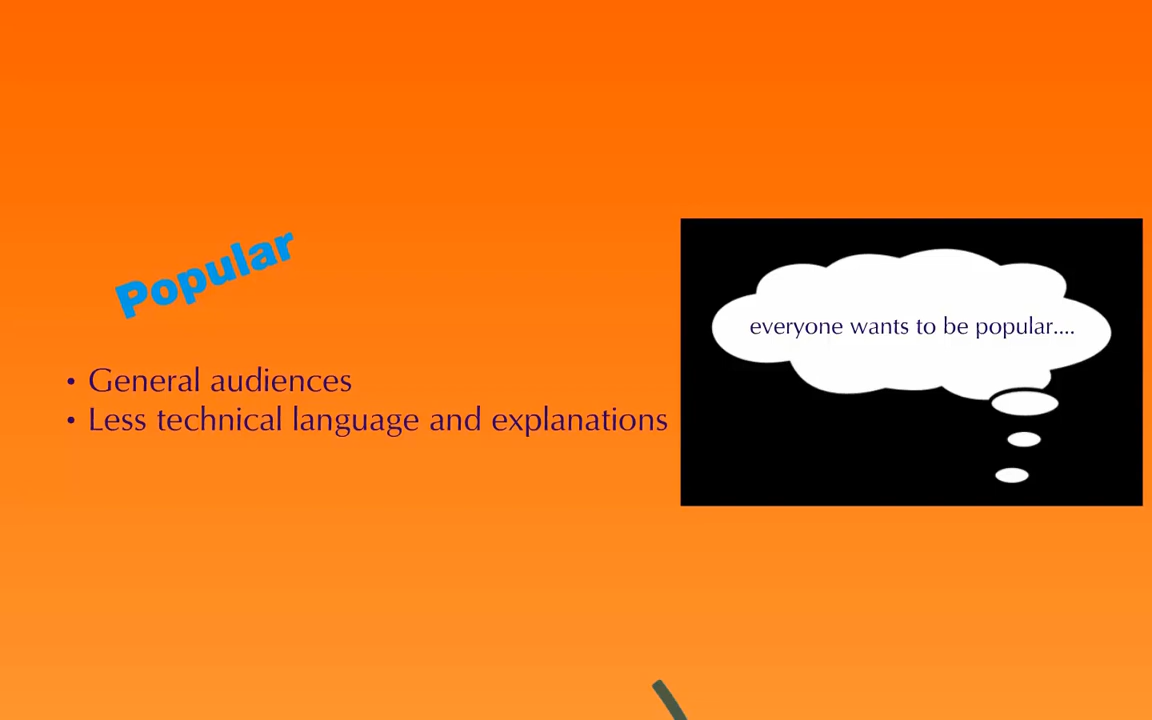 Popular
everyone wants to be popular....
• General audiences
• Less technical language and explanations